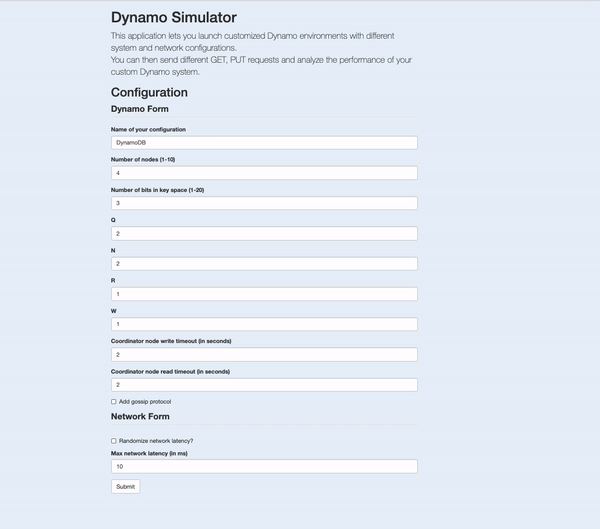 Dynamo Simulator
This application lets you launch customized Dynamo environments with different
system and network configurations.
You can then send different GET, PUT requests and analyze the performance of your
custom Dynamo system.
Configuration
Dynamo Form
Name of your configuration
DynamoDB
Number of nodes (1-10)
4
Number of bits in key space (1-20)
3
Q
2
N
2
R
1
W
1
Coordinator node write timeout (in seconds)
2
Coordinator node read timeout (in seconds)
2
Add gossip protocol
Network Form
Randomize network latency?
Max network latency (in ms)
10
Submit